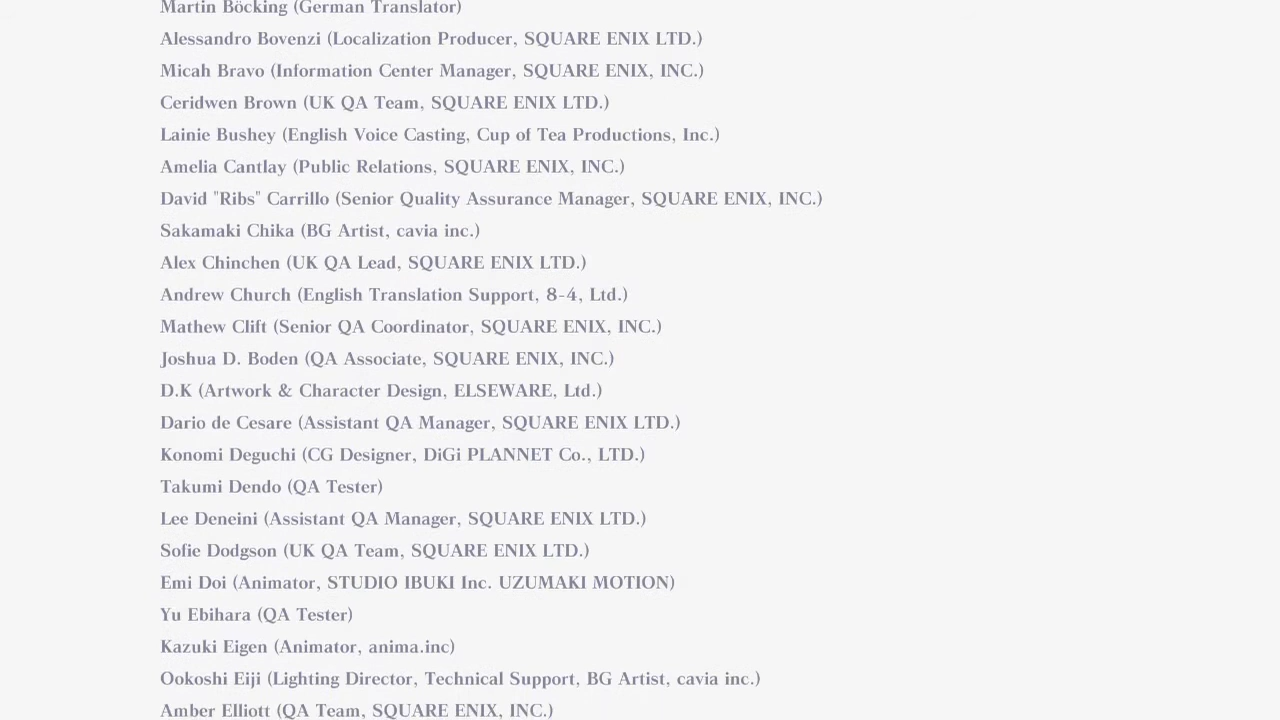 Martin Böcking (German Translator)
Alessandro Bovenzi (Localization Producer, SQUARE ENIX LTD.)
Micah Bravo (Information Center Manager, SQUARE ENIX, INC.)
Ceridwen Brown (UK QA Team, SQUARE ENIX LTD.)
Lainie Bushey (English Voice Casting, Cup of Tea Productions, Inc.)
Amelia Cantlay (Public Relations, SQUARE ENIX, INC.)
David "Ribs" Carrillo (Senior Quality Assurance Manager, SQUARE ENIX, INC.)
Sakamaki Chika (BG Artist, cavia inc.)
Alex Chinchen (UK QA Lead, SQUARE ENIX LTD.)
Andrew Church (English Translation Support, 8-4, Ltd.)
Mathew Clift (Senior QA Coordinator, SQUARE ENIX, INC.)
Joshua D. Boden (QA Associate, SQUARE ENIX, INC.)
D.K (Artwork & Character Design, ELSEWARE, Ltd.)
Dario de Cesare (Assistant QA Manager, SQUARE ENIX LTD.)
Konomi Deguchi (CG Designer, DiGi PLANNET Co., LTD.)
Takumi Dendo (QA Tester)
Lee Deneini (Assistant QA Manager, SQUARE ENIX LTD.)
Sofie Dodgson (UK QA Team, SQUARE ENIX LTD.)
Emi Doi (Animator, STUDIO IBUKI Inc. UZUMAKI MOTION)
Yu Ebihara (QA Tester)
Kazuki Eigen (Animator, anima.inc)
Ookoshi Eiji (Lighting Director, Technical Support, BG Artist, cavia inc.)
Amber Elliott (QA Team, SQUARE ENIX, INC.)